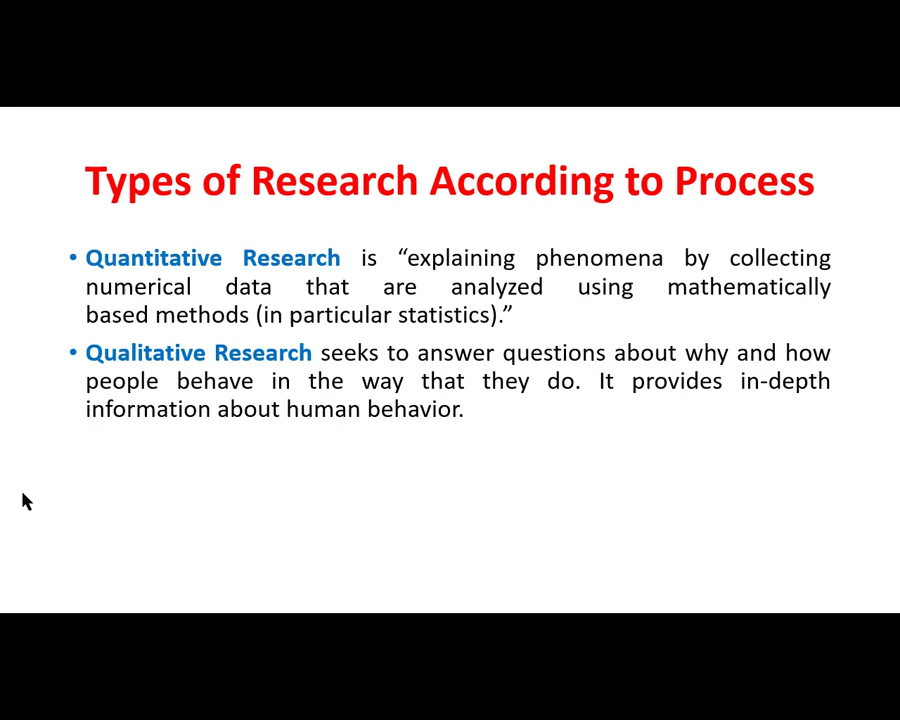 Types of Research According to Process
• Quantitative Research is “explaining phenomena by collecting
numerical data that are analyzed using mathematically
based methods (in particular statistics).”
• Qualitative Research seeks to answer questions about why and how
people behave in the way that they do. It provides in-depth
information about human behavior.